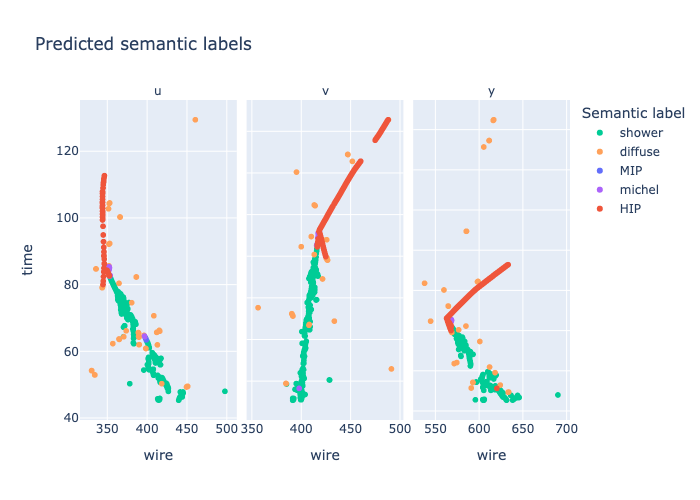 Predicted semantic labels
u
v
y
Semantic label
shower
diffuse
MIP
michel
HIP
time
120
100
80
60
40
350
400
450
500
350
400
450
500
550
600
650
700
wire
wire
wire